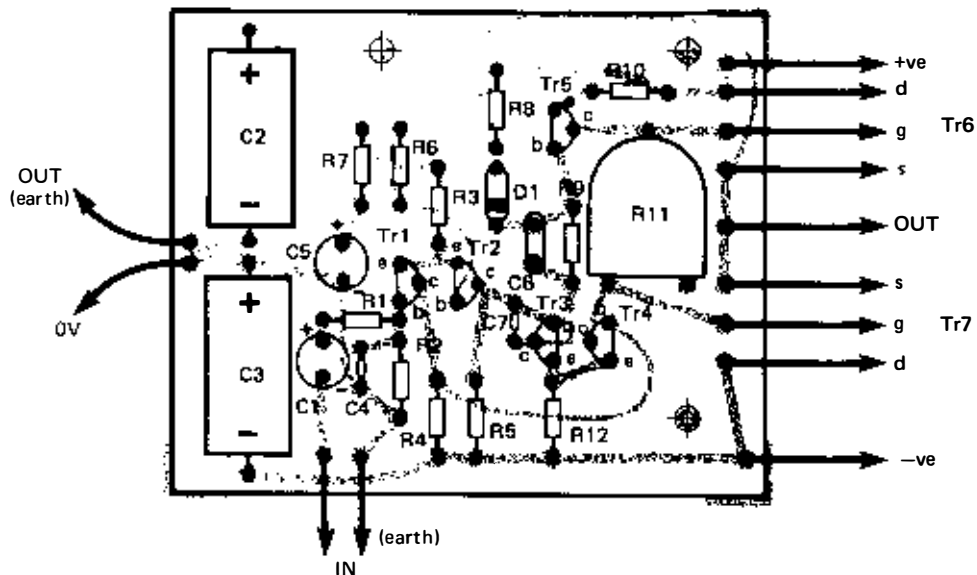 +ve
R10
d
Tr5
+
R8
c
g
Tr6
C2
b
R7
R6
OUT
(earth)
R3
D1
R9
s
R11
OUT
–
+
Tr1
Tr2
C5
e
e
c
C6
s
+
R1
c
b
b
Tr3
Tr4
g
Tr7
0V
+
R2
C7
c
e
e
d
C3
–
C1
C4
–
R4
R5
R12
–ve
(earth)
IN